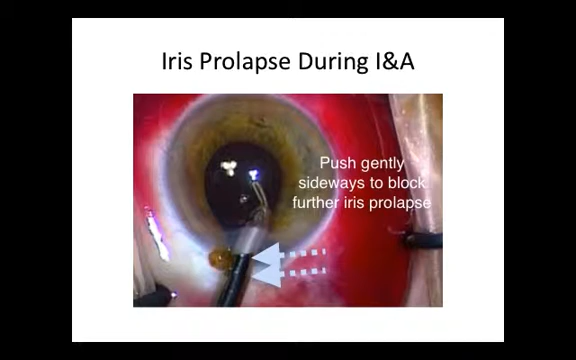 Iris Prolapse During I&A
Push gently
sideways to block
further iris prolapse